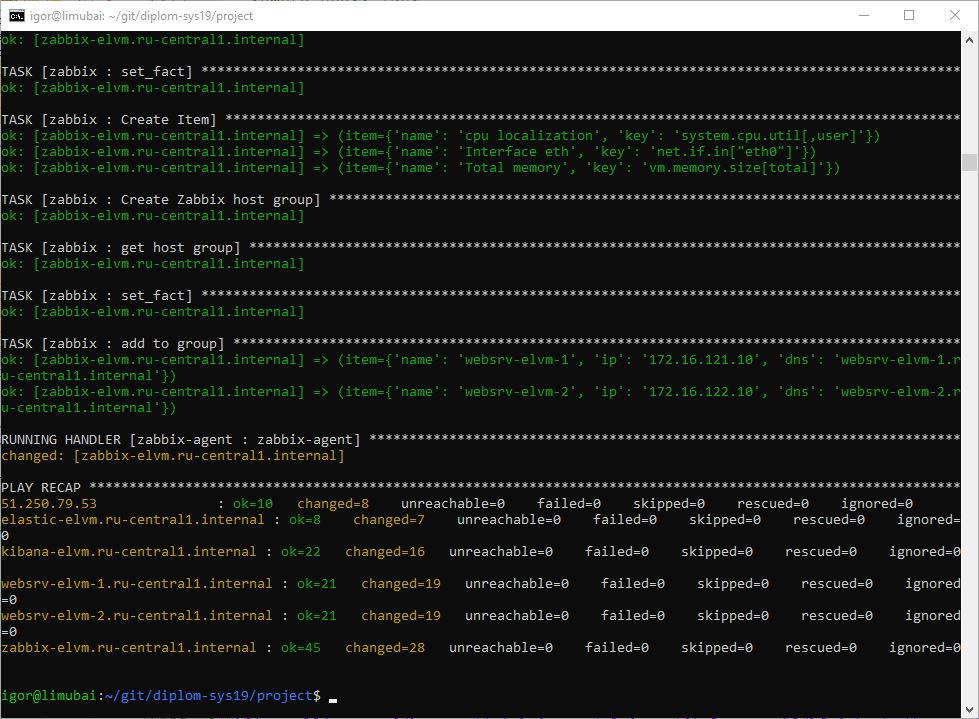 igor@limubai: ~/git/diplom-sys19/project
ok: [zabbix-elvm.ru-central1.internal]
TASK [zabbix : set_fact] ***********************************************************************************************
ok: [zabbix-elvm.ru-central1.internal]
TASK [zabbix : Create Item] ********************************************************************************************
ok: [zabbix-elvm.ru-central1.internal] => (item={'name': 'cpu localization', 'key': 'system.cpu.util[,user]'})
ok: [zabbix-elvm.ru-central1.internal] => (item={'name': 'Interface eth', 'key': 'net.if.in["eth0"]'})
ok: [zabbix-elvm.ru-central1.internal] => (item={'name': 'Total memory', 'key': 'vm.memory.size[total]'})
TASK [zabbix : Create Zabbix host group] *******************************************************************************
ok: [zabbix-elvm.ru-central1.internal]
TASK [zabbix : get host group] *****************************************************************************************
ok: [zabbix-elvm.ru-central1.internal]
TASK [zabbix : set_fact] ***********************************************************************************************
ok: [zabbix-elvm.ru-central1.internal]
TASK [zabbix : add to group] *******************************************************************************************
ok: [zabbix-elvm.ru-central1.internal] => (item={'name': 'websrv-elvm-1', 'ip': '172.16.121.10', 'dns': 'websrv-elvm-1.r
u-central1.internal'})
ok: [zabbix-elvm.ru-central1.internal] => (item={'name': 'websrv-elvm-2', 'ip': '172.16.122.10', 'dns': 'websrv-elvm-2.r
u-central1.internal'})
RUNNING HANDLER [zabbix-agent : zabbix-agent] **************************************************************************
changed: [zabbix-elvm.ru-central1.internal]
PLAY RECAP *************************************************************************************************************
51.250.79.53               : ok=10   changed=8    unreachable=0    failed=0    skipped=0    rescued=0    ignored=0
elastic-elvm.ru-central1.internal : ok=8    changed=7    unreachable=0    failed=0    skipped=0    rescued=0    ignored=
0
kibana-elvm.ru-central1.internal : ok=22   changed=16   unreachable=0    failed=0    skipped=0    rescued=0    ignored=0
websrv-elvm-1.ru-central1.internal : ok=21   changed=19   unreachable=0    failed=0    skipped=0    rescued=0    ignored
=0
websrv-elvm-2.ru-central1.internal : ok=21   changed=19   unreachable=0    failed=0    skipped=0    rescued=0    ignored
=0
zabbix-elvm.ru-central1.internal : ok=45   changed=28   unreachable=0    failed=0    skipped=0    rescued=0    ignored=0
igor@limubai:~/git/diplom-sys19/project$